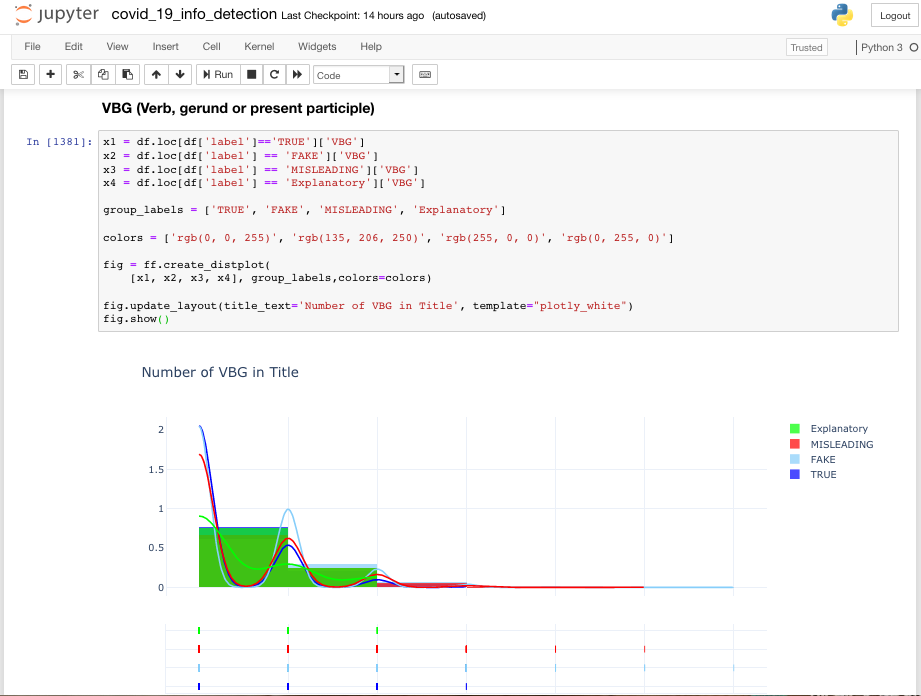 jupyter covid_19_info_detection Last Checkpoint: 14 hours ago (autosaved) Logout
File Edit View Insert Cell Kernel Widgets Help Trusted Python 3
Run Code
VBG (Verb, gerund or present participle)
In [1381]: x1 = df.loc[df['label']=='TRUE']['VBG']
x2 = df.loc[df['label'] == 'FAKE']['VBG']
x3 = df.loc[df['label'] == 'MISLEADING']['VBG']
x4 = df.loc[df['label'] == 'Explanatory']['VBG']
group_labels = ['TRUE', 'FAKE', 'MISLEADING', 'Explanatory']
colors = ['rgb(0, 0, 255)', 'rgb(135, 206, 250)', 'rgb(255, 0, 0)', 'rgb(0, 255, 0)']
fig = ff.create_distplot(
[x1, x2, x3, x4], group_labels,colors=colors)
fig.update_layout(title_text='Number of VBG in Title', template="plotly_white")
fig.show()
Number of VBG in Title
2
1.5
1
0.5
0
Explanatory
MISLEADING
FAKE
TRUE